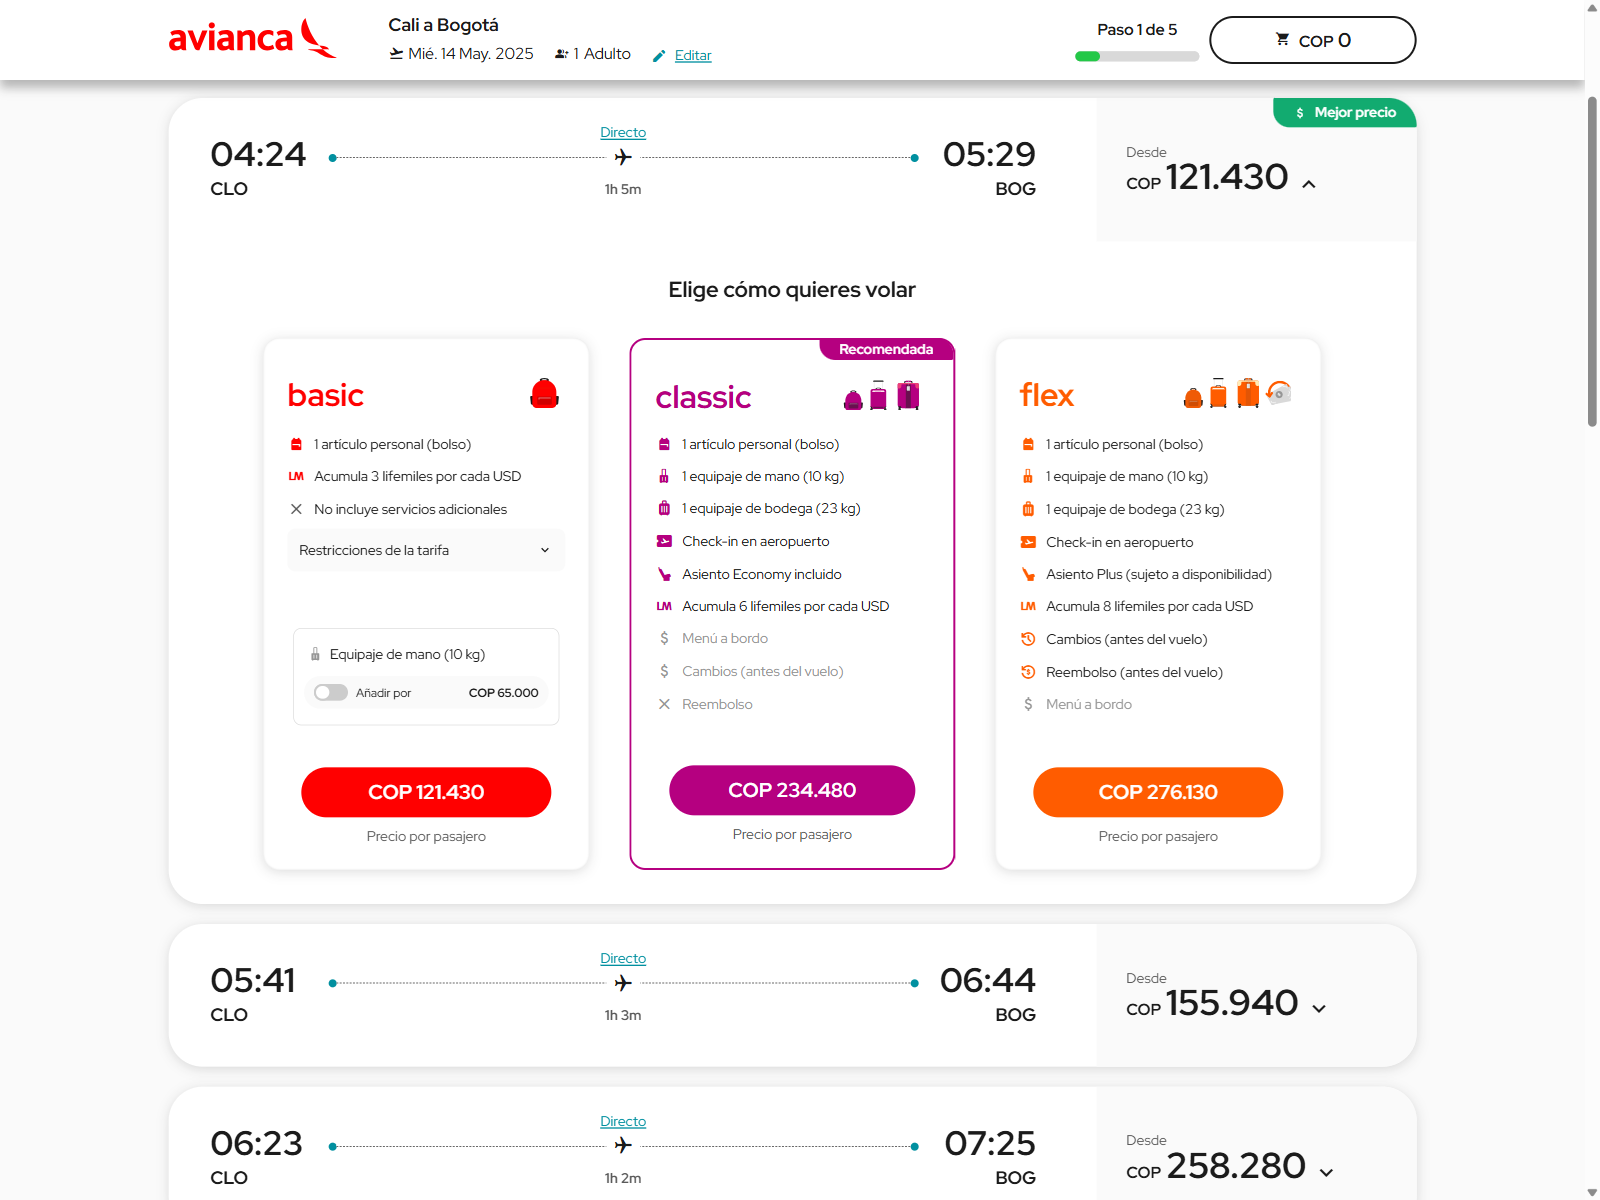 avianca
Cali a Bogotá
Mié. 14 May. 2025
1 Adulto
Editar
Paso 1 de 5
COP 0
$ Mejor precio
04:24
CLO
Directo
1h 5m
05:29
BOG
Desde
COP 121.430
Elige cómo quieres volar
basic
1 artículo personal (bolso)
LM Acumula 3 lifemiles por cada USD
No incluye servicios adicionales
Restricciones de la tarifa
Equipaje de mano (10 kg)
Añadir por COP 65.000
COP 121.430
Precio por pasajero
Recomendada
classic
1 artículo personal (bolso)
1 equipaje de mano (10 kg)
1 equipaje de bodega (23 kg)
Check-in en aeropuerto
Asiento Economy incluido
LM Acumula 6 lifemiles por cada USD
$ Menú a bordo
$ Cambios (antes del vuelo)
Reembolso
COP 234.480
Precio por pasajero
flex
1 artículo personal (bolso)
1 equipaje de mano (10 kg)
1 equipaje de bodega (23 kg)
Check-in en aeropuerto
Asiento Plus (sujeto a disponibilidad)
LM Acumula 8 lifemiles por cada USD
Cambios (antes del vuelo)
Reembolso (antes del vuelo)
$ Menú a bordo
COP 276.130
Precio por pasajero
05:41
CLO
Directo
1h 3m
06:44
BOG
Desde
COP 155.940
06:23
CLO
Directo
1h 2m
07:25
BOG
Desde
COP 258.280